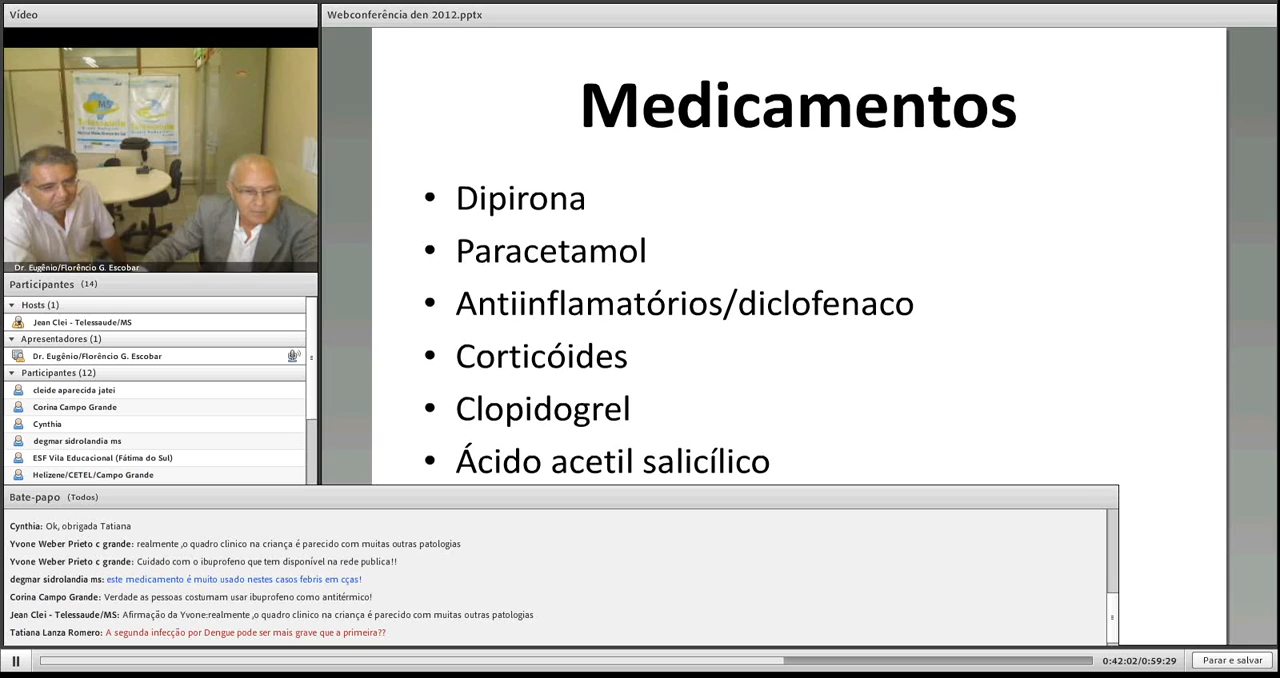 Vídeo
MS
Telessaúde
Dr. Eugênio/Florêncio G. Escobar
Participantes (14)
Hosts (1)
Jean Clei - Telessaude/MS
Apresentadores (1)
Dr. Eugênio/Florêncio G. Escobar
Participantes (12)
cleide aparecida jatei
Corina Campo Grande
Cynthia
degmar sidrolandia ms
ESF Vila Educacional (Fátima do Sul)
Helizene/CETEL/Campo Grande
Webconferência den 2012.pptx
Medicamentos
• Dipirona
• Paracetamol
• Antiinflamatórios/diclofenaco
• Corticóides
• Clopidogrel
• Ácido acetil salicílico
Bate-papo (Todos)
Cynthia: Ok, obrigada Tatiana
Yvone Weber Prieto c grande: realmente ,o quadro clinico na criança é parecido com muitas outras patologias
Yvone Weber Prieto c grande: Cuidado com o ibuprofeno que tem disponível na rede publica!!
degmar sidrolandia ms: este medicamento é muito usado nestes casos febris em cças!
Corina Campo Grande: Verdade as pessoas costumam usar ibuprofeno como antitérmico!
Jean Clei - Telessaude/MS: Afirmação da Yvone:realmente ,o quadro clinico na criança é parecido com muitas outras patologias
Tatiana Lanza Romero: A segunda infecção por Dengue pode ser mais grave que a primeira??
0:42:02/0:59:29
Parar e salvar